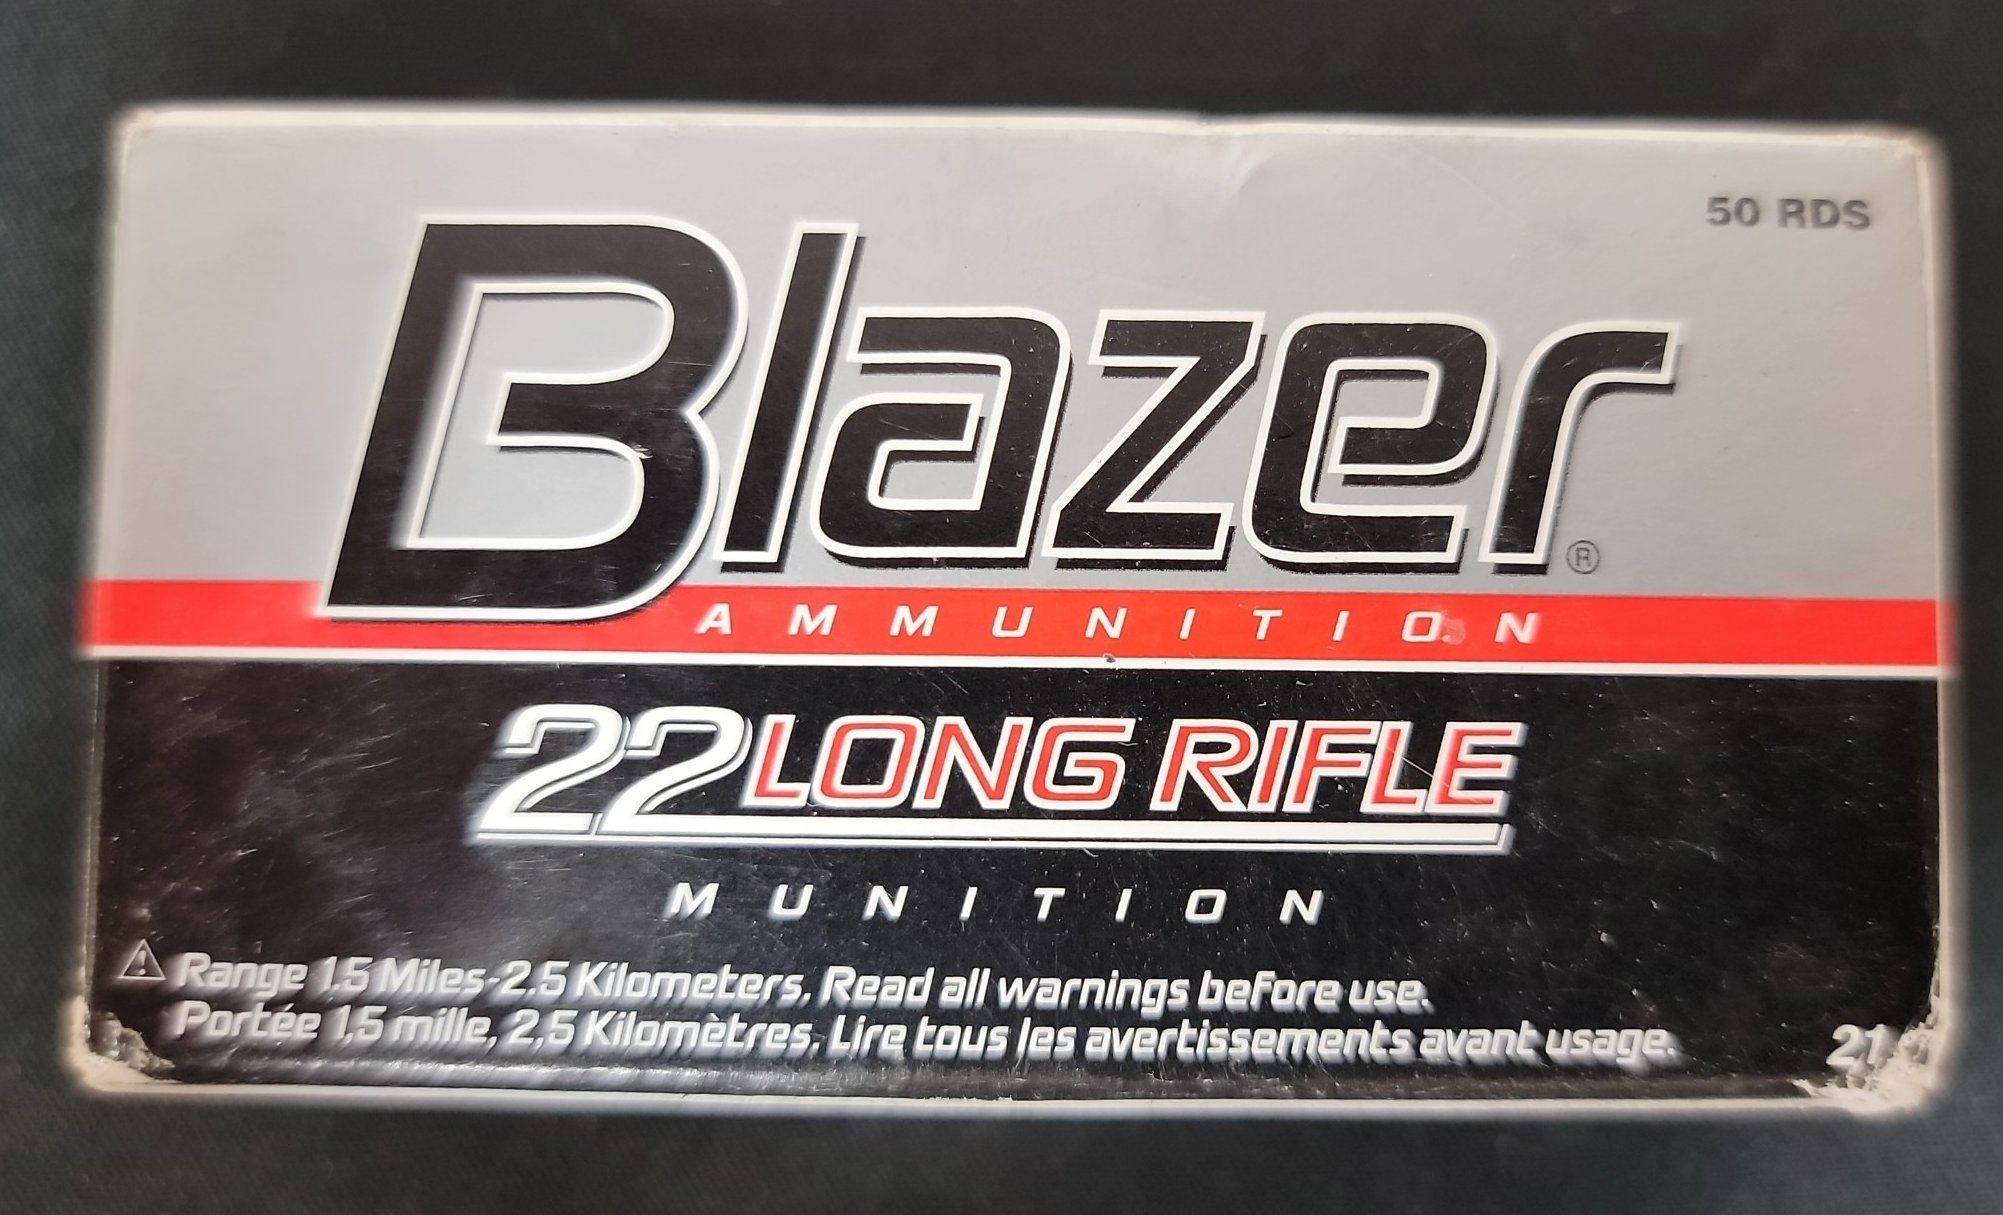 50 RDS
Blazer®
AMMUNITION
22 LONG RIFLE
MUNITION
⚠ Range 1.5 Miles-2.5 Kilometers. Read all warnings before use.
Portée 1,5 mille, 2,5 Kilomètres. Lire tous les avertissements avant usage.
21